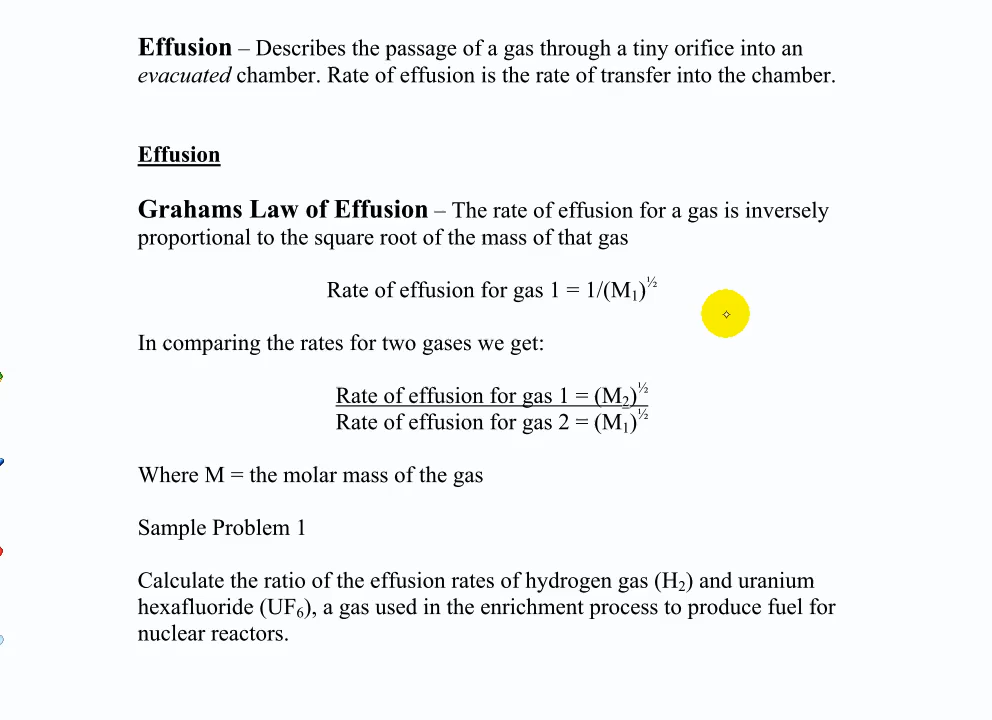 Effusion – Describes the passage of a gas through a tiny orifice into an
evacuated chamber. Rate of effusion is the rate of transfer into the chamber.
Effusion
Grahams Law of Effusion – The rate of effusion for a gas is inversely
proportional to the square root of the mass of that gas
Rate of effusion for gas 1 = 1/(M₁)^½
In comparing the rates for two gases we get:
Rate of effusion for gas 1 = (M₂)^½
Rate of effusion for gas 2 = (M₁)^½
Where M = the molar mass of the gas
Sample Problem 1
Calculate the ratio of the effusion rates of hydrogen gas (H₂) and uranium
hexafluoride (UF₆), a gas used in the enrichment process to produce fuel for
nuclear reactors.